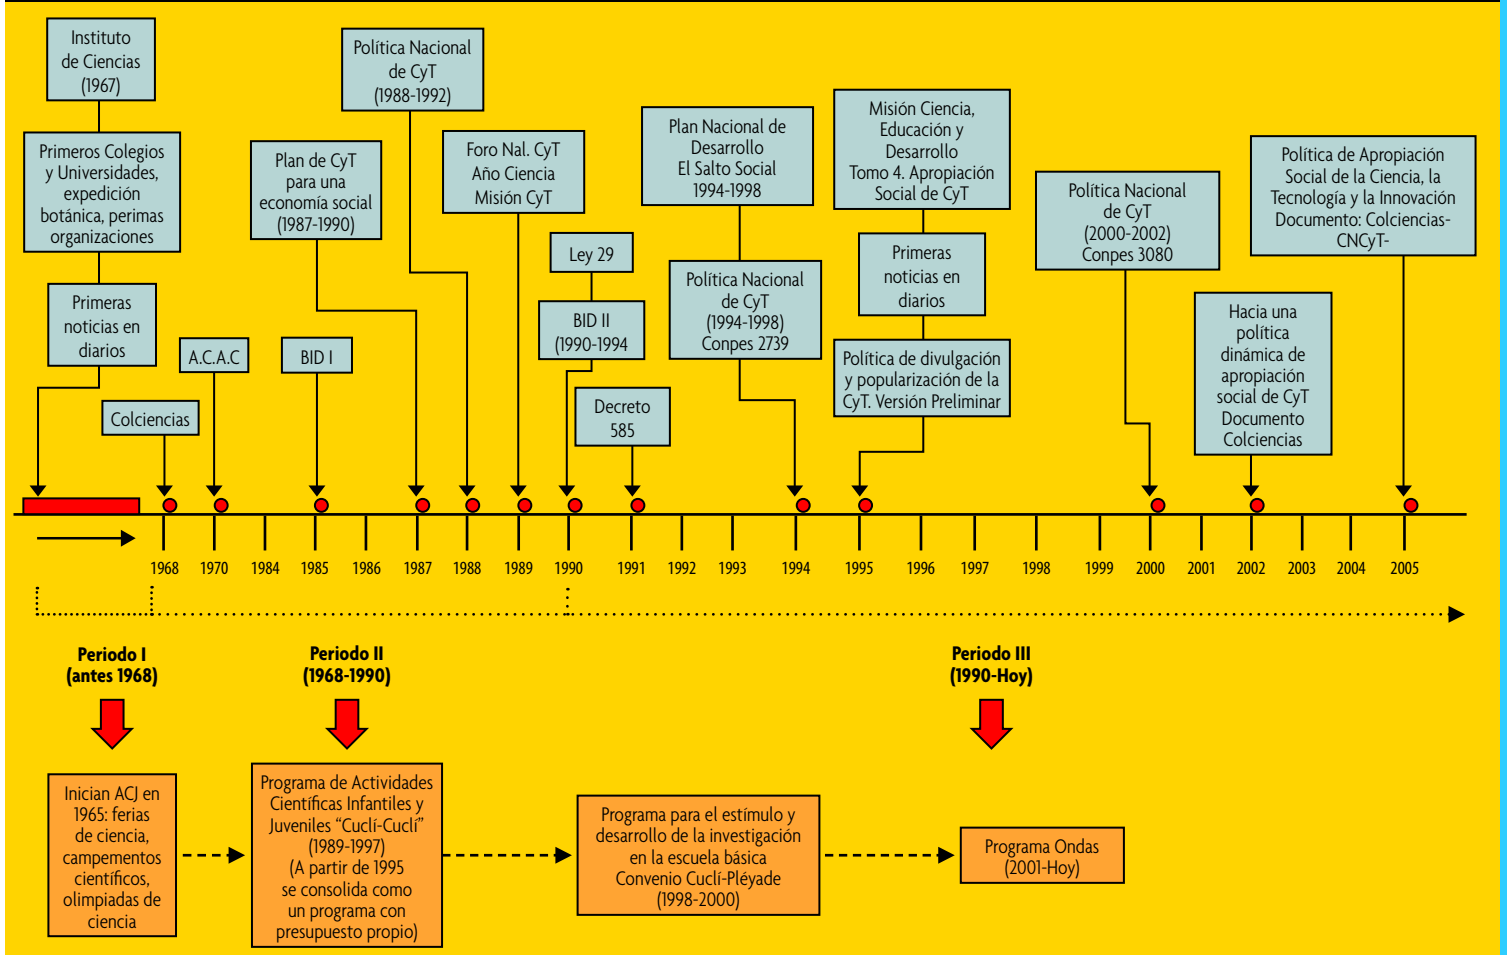 Instituto
de Ciencias
(1967)
Primeros Colegios
y Universidades,
expedición
botánica, perimas
organizaciones
Primeras
noticias en
diarios
Colciencias
A.C.A.C
Plan de CyT
para una
economía social
(1987-1990)
BID I
Política Nacional
de CyT
(1988-1992)
Foro Nal. CyT
Año Ciencia
Misión CyT
Ley 29
BID II
(1990-1994
Decreto
585
Plan Nacional de
Desarrollo
El Salto Social
1994-1998
Política Nacional
de CyT
(1994-1998)
Conpes 2739
Misión Ciencia,
Educación y
Desarrollo
Tomo 4. Apropiación
Social de CyT
Primeras
noticias en
diarios
Política de divulgación
y popularización de la
CyT. Versión Preliminar
Política Nacional
de CyT
(2000-2002)
Conpes 3080
Hacia una
política
dinámica de
apropiación
social de CyT
Documento
Colciencias
Política de Apropiación
Social de la Ciencia, la
Tecnología y la Innovación
Documento: Colciencias-
CNCyT-
1968 1970 1984 1985 1986 1987 1988 1989 1990 1991 1992 1993 1994 1995 1996 1997 1998 1999 2000 2001 2002 2003 2004 2005
Periodo I
(antes 1968)
Periodo II
(1968-1990)
Periodo III
(1990-Hoy)
Inician ACJ en
1965: ferias
de ciencia,
campementos
científicos,
olimpiadas de
ciencia
Programa de Actividades
Científicas Infantiles y
Juveniles “Cuclí-Cuclí”
(1989-1997)
(A partir de 1995
se consolida como
un programa con
presupuesto propio)
Programa para el estímulo y
desarrollo de la investigación
en la escuela básica
Convenio Cuclí-Pléyade
(1998-2000)
Programa Ondas
(2001-Hoy)